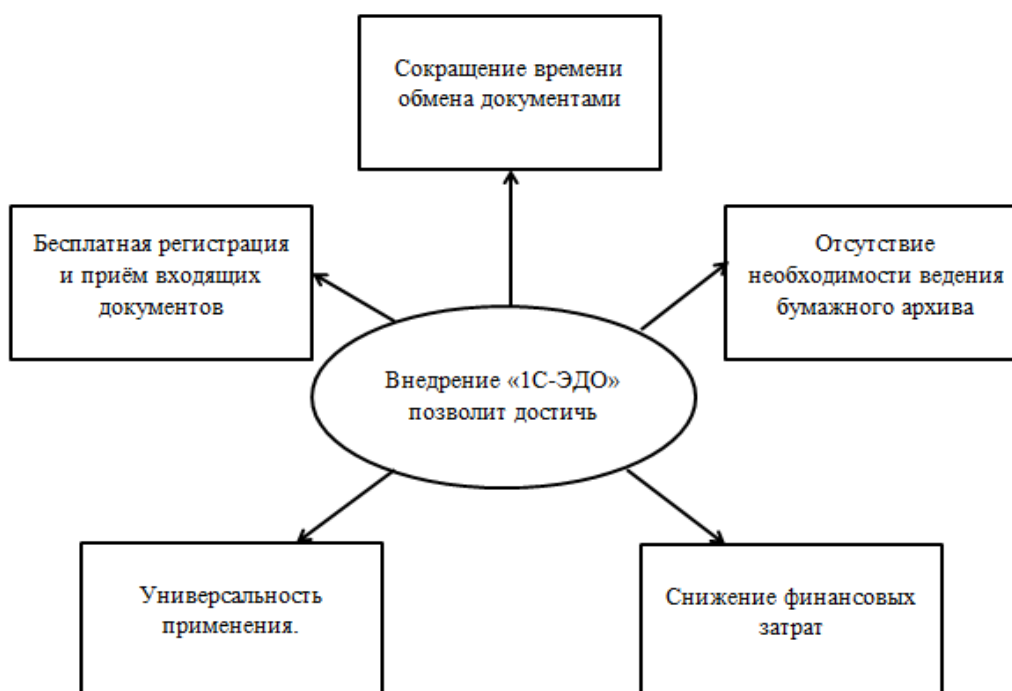 Сокращение времени
обмена документами
Бесплатная регистрация
и приём входящих
документов
Отсутствие
необходимости ведения
бумажного архива
Внедрение «1С-ЭДО»
позволит достичь
Универсальность
применения.
Снижение финансовых
затрат